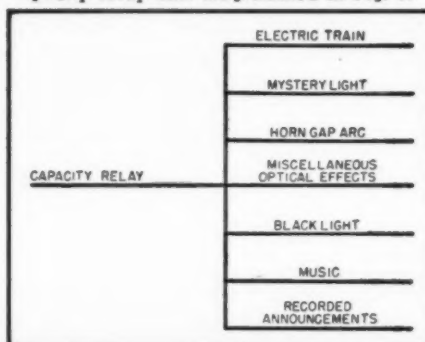 ELECTRIC TRAIN
MYSTERY LIGHT
HORN GAP ARC
CAPACITY RELAY
MISCELLANEOUS
OPTICAL EFFECTS
BLACK LIGHT
MUSIC
RECORDED
ANNOUNCEMENTS